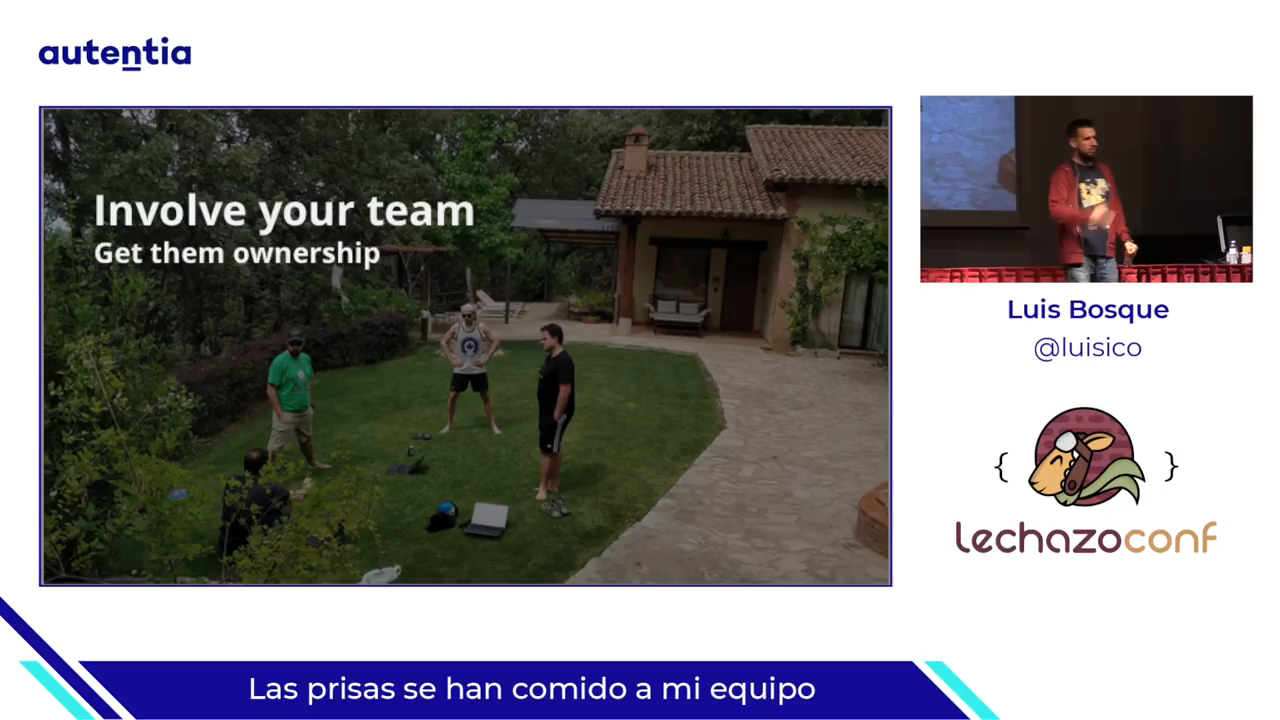 autentia
Involve your team
Get them ownership
Luis Bosque
@luisico
{ }
lechazoconf
Las prisas se han comido a mi equipo